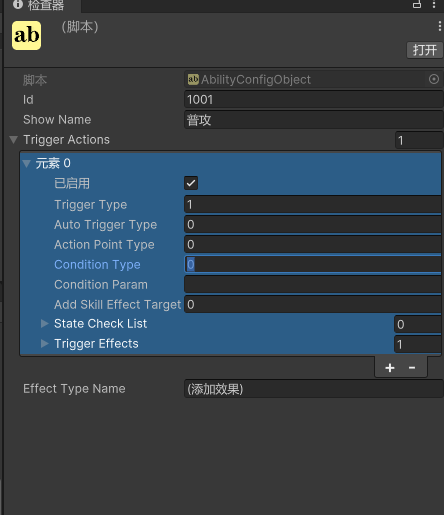 检查器
ab
(脚本)
打开
脚本 ab AbilityConfigObject
Id 1001
Show Name 普攻
Trigger Actions 1
元素 0
已启用
Trigger Type 1
Auto Trigger Type 0
Action Point Type 0
Condition Type 0
Condition Param
Add Skill Effect Target 0
State Check List 0
Trigger Effects 1
+ -
Effect Type Name (添加效果)